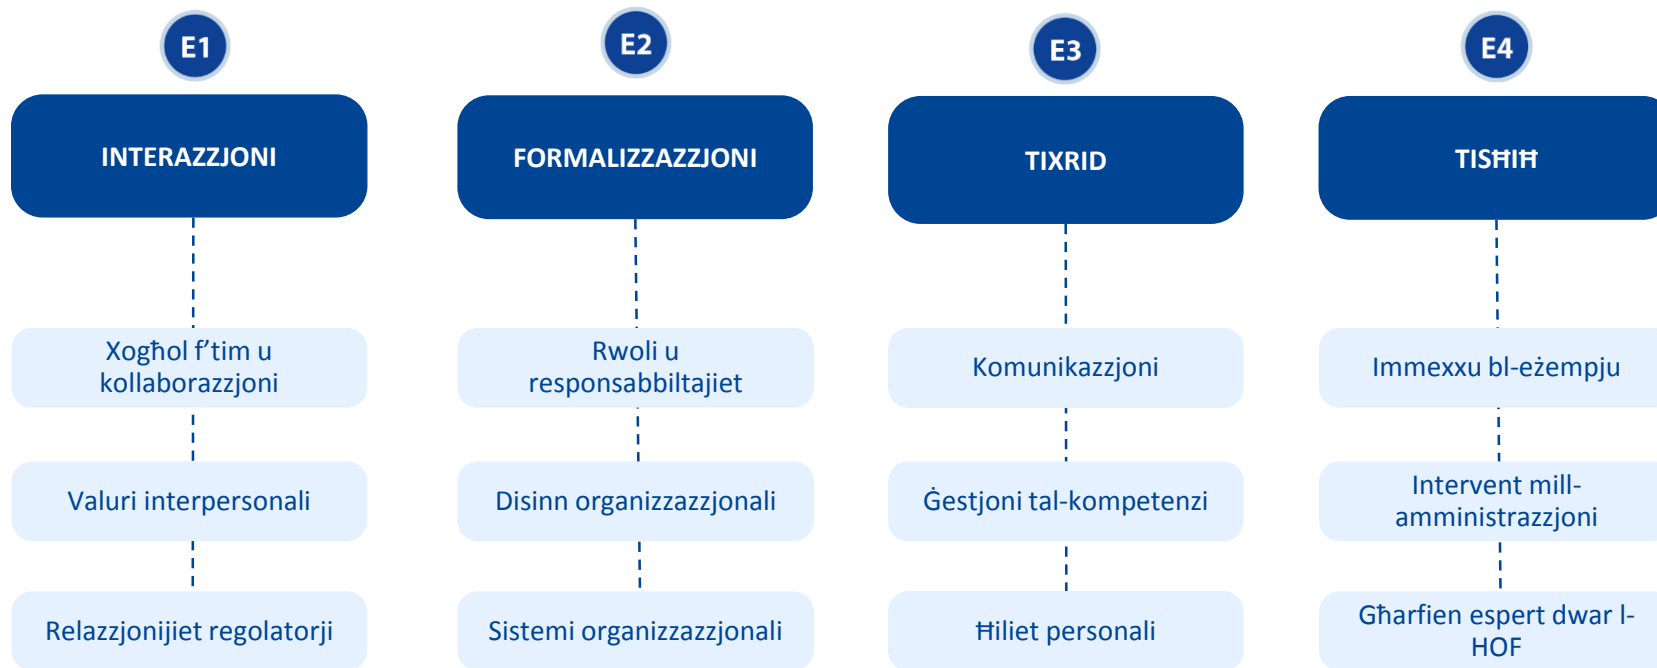 E1
INTERAZZJONI
Xogħol f’tim u
kollaborazzjoni
Valuri interpersonali
Relazzjonijiet regolatorji
E2
FORMALIZZAZZJONI
Rwoli u
responsabbiltajiet
Disinn organizzazzjonali
Sistemi organizzazzjonali
E3
TIXRID
Komunikazzjoni
Ġestjoni tal-kompetenzi
Ħiliet personali
E4
TISĦIĦ
Immexxu bl-eżempju
Intervent mill-
amministrazzjoni
Għarfien espert dwar l-
HOF